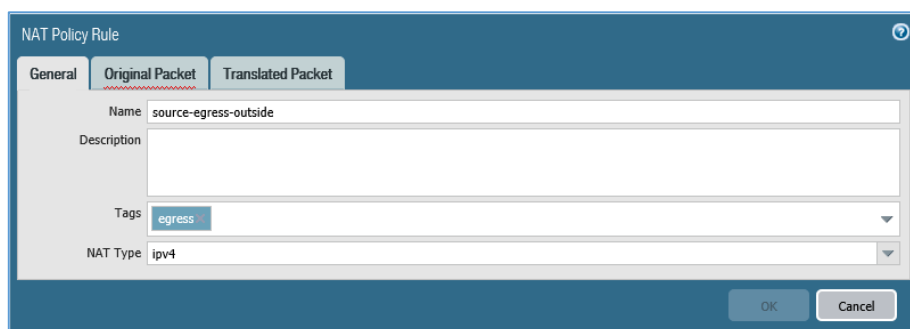 NAT Policy Rule
General Original Packet Translated Packet
Name source-egress-outside
Description
Tags egress
NAT Type ipv4
OK Cancel